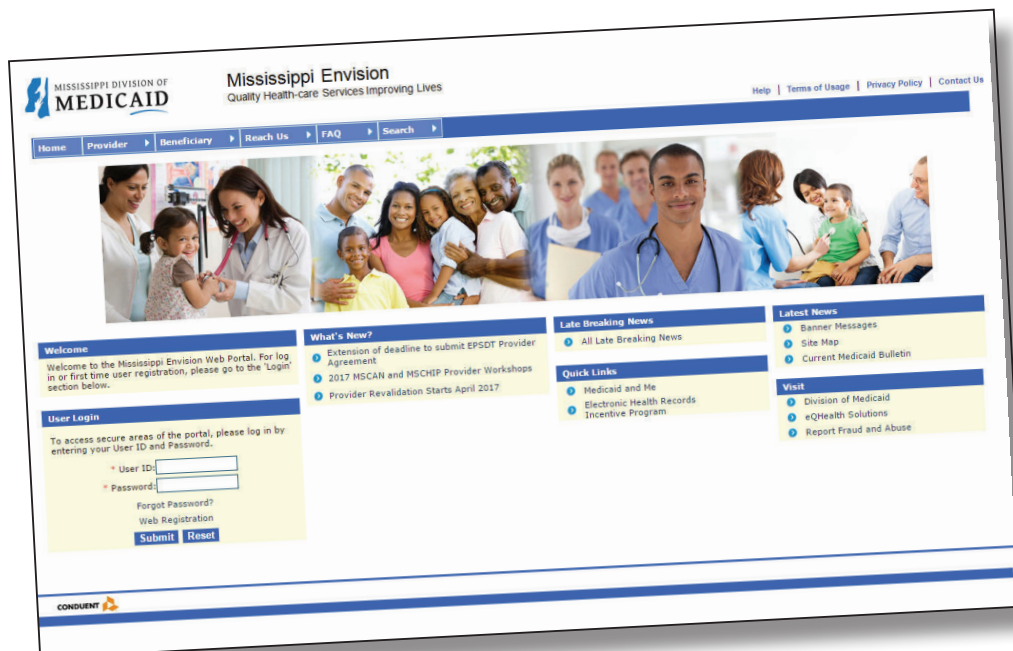 MISSISSIPPI DIVISION OF
MEDICAID
Mississippi Envision
Quality Health-care Services Improving Lives
Help | Terms of Usage | Privacy Policy | Contact Us
Home
Provider
Beneficiary
Reach Us
FAQ
Search
Welcome
Welcome to the Mississippi Envision Web Portal. For log
in or first time user registration, please go to the 'Login'
section below.
User Login
To access secure areas of the portal, please log in by
entering your User ID and Password.
* User ID:
* Password:
Forgot Password?
Web Registration
Submit Reset
What's New?
Extension of deadline to submit EPSDT Provider
Agreement
2017 MSCAN and MSCHIP Provider Workshops
Provider Revalidation Starts April 2017
Late Breaking News
All Late Breaking News
Quick Links
Medicaid and Me
Electronic Health Records
Incentive Program
Latest News
Banner Messages
Site Map
Current Medicaid Bulletin
Visit
Division of Medicaid
eQHealth Solutions
Report Fraud and Abuse
CONDUENT